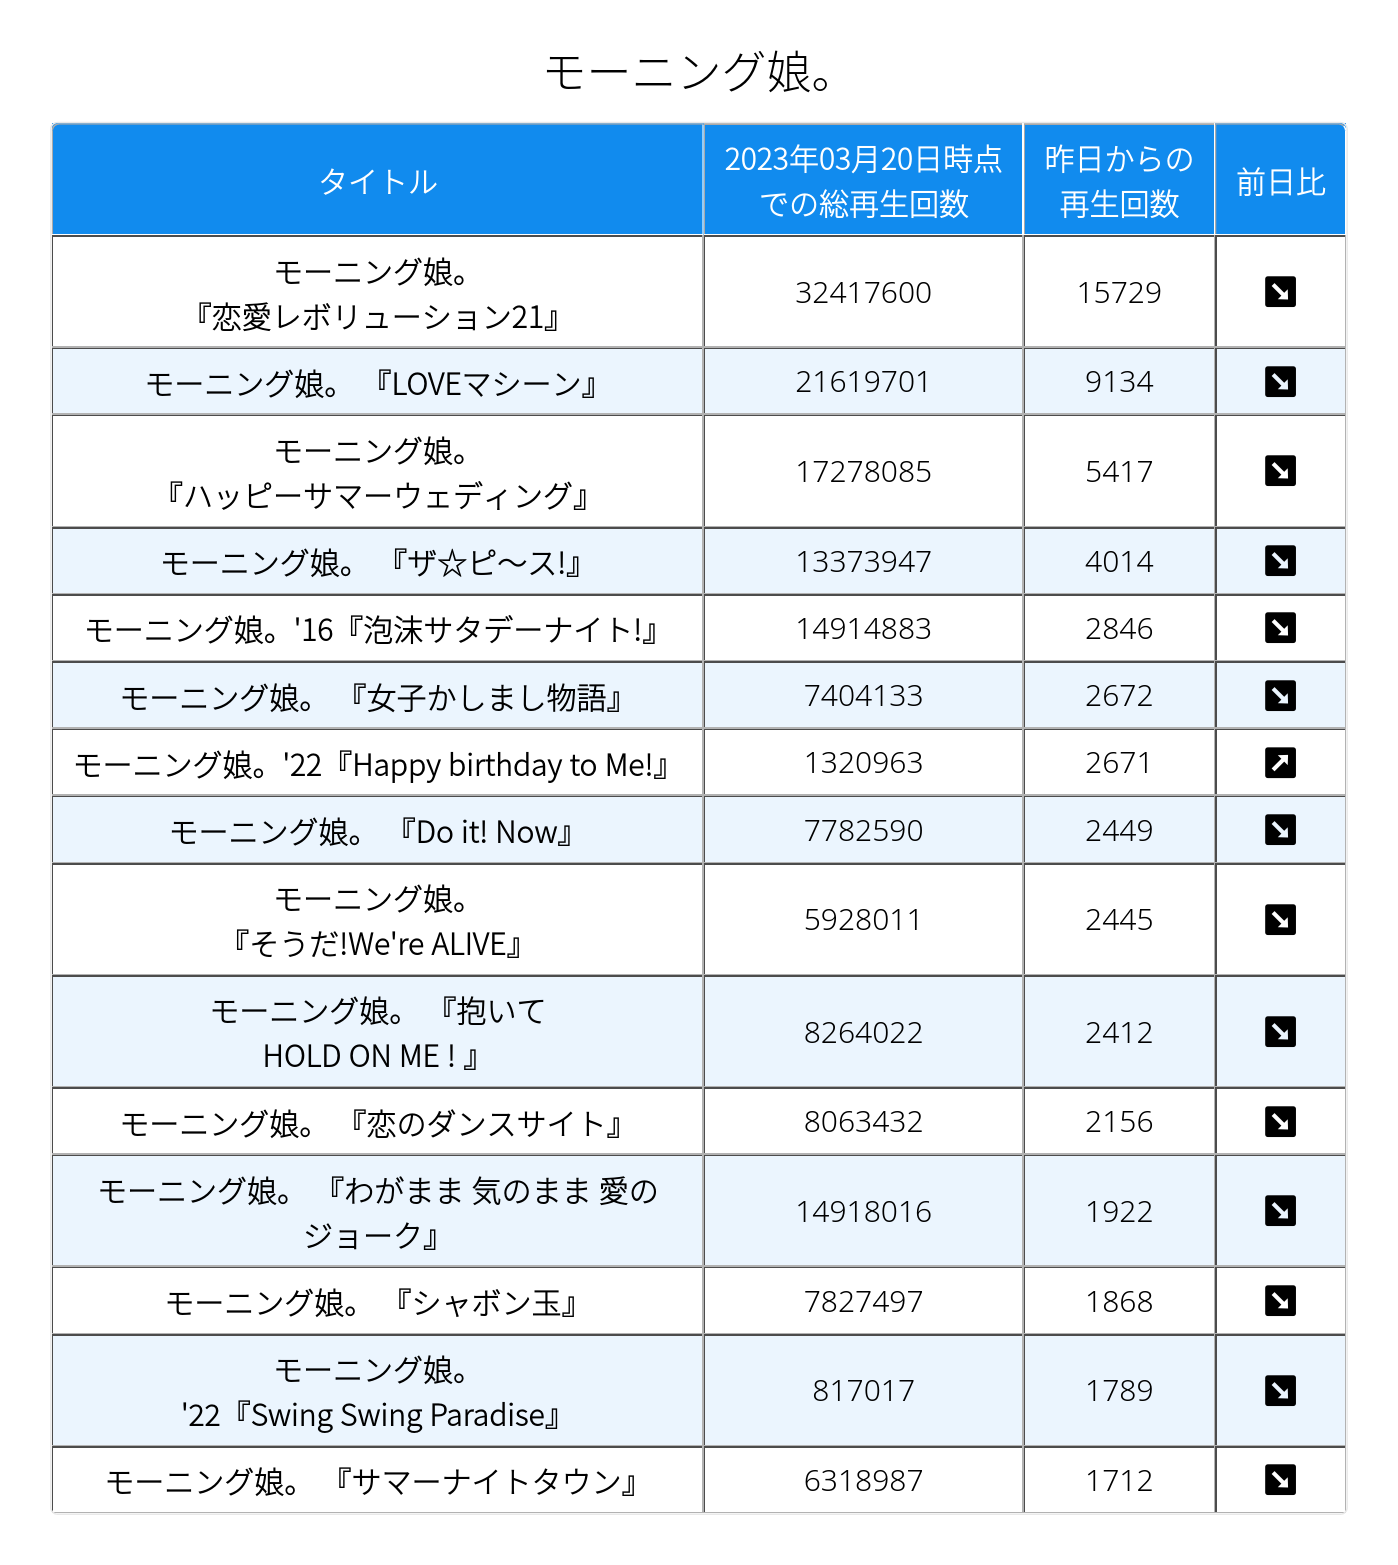 モーニング娘。
タイトル
2023年03月20日時点
での総再生回数
昨日からの
再生回数
前日比
モーニング娘。
『恋愛レボリューション21』
32417600
15729
モーニング娘。 『LOVEマシーン』
21619701
9134
モーニング娘。
『ハッピーサマーウェディング』
17278085
5417
モーニング娘。 『ザ☆ピ〜ス!』
13373947
4014
モーニング娘。'16『泡沫サタデーナイト!』
14914883
2846
モーニング娘。 『女子かしまし物語』
7404133
2672
モーニング娘。'22『Happy birthday to Me!』
1320963
2671
モーニング娘。 『Do it! Now』
7782590
2449
モーニング娘。
『そうだ!We're ALIVE』
5928011
2445
モーニング娘。 『抱いて
HOLD ON ME ! 』
8264022
2412
モーニング娘。 『恋のダンスサイト』
8063432
2156
モーニング娘。 『わがまま 気のまま 愛の
ジョーク』
14918016
1922
モーニング娘。 『シャボン玉』
7827497
1868
モーニング娘。
'22『Swing Swing Paradise』
817017
1789
モーニング娘。 『サマーナイトタウン』
6318987
1712